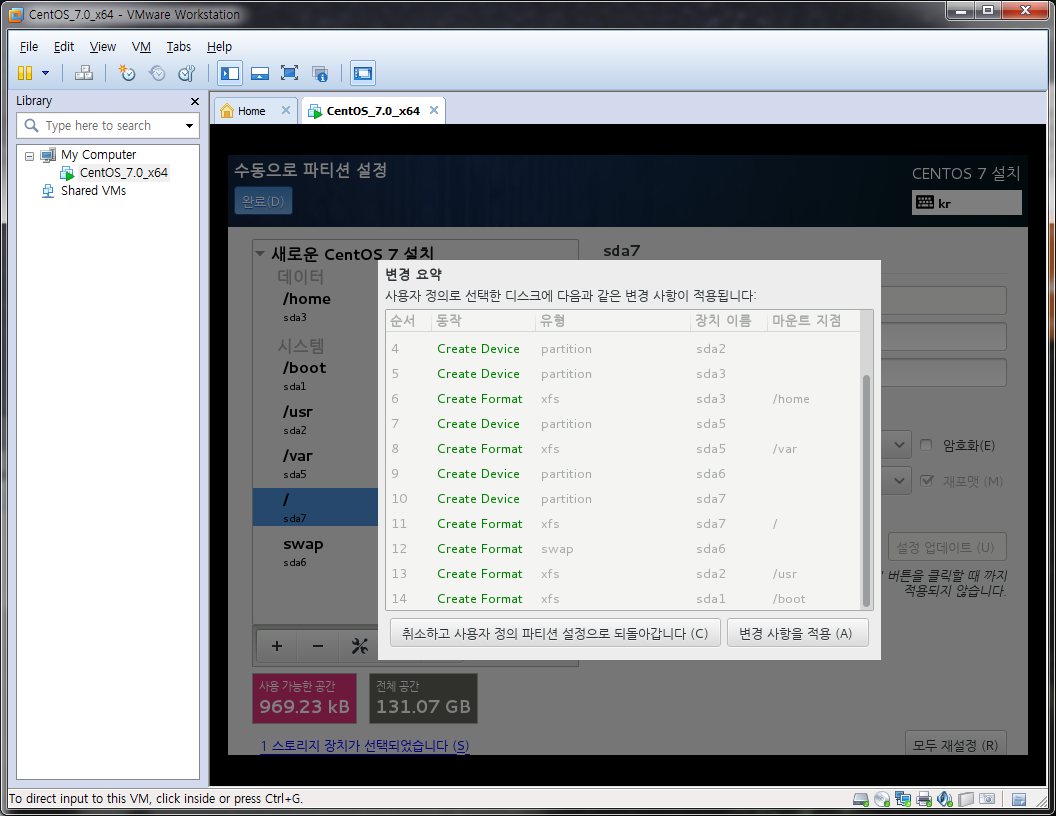 CentOS_7.0_x64 - VMware Workstation
File Edit View VM Tabs Help
Library
Type here to search
My Computer
CentOS_7.0_x64
Shared VMs
Home
CentOS_7.0_x64
수동으로 파티션 설정
완료(D)
CENTOS 7 설치
kr
새로운 CentOS 7 설치
데이터
/home
sda3
시스템
/boot
sda1
/usr
sda2
/var
sda5
/
sda7
swap
sda6
sda7
변경 요약
사용자 정의로 선택한 디스크에 다음과 같은 변경 사항이 적용됩니다:
순서 동작 유형 장치 이름 마운트 지점
4 Create Device partition sda2
5 Create Device partition sda3
6 Create Format xfs sda3 /home
7 Create Device partition sda5
8 Create Format xfs sda5 /var
9 Create Device partition sda6
10 Create Device partition sda7
11 Create Format xfs sda7 /
12 Create Format swap sda6
13 Create Format xfs sda2 /usr
14 Create Format xfs sda1 /boot
취소하고 사용자 정의 파티션 설정으로 되돌아갑니다 (C)
변경 사항을 적용 (A)
암호화(E)
재포맷 (M)
설정 업데이트 (U)
버튼을 클릭할 때 까지
적용되지 않습니다.
+ −
사용 가능한 공간
969.23 kB
전체 공간
131.07 GB
1 스토리지 장치가 선택되었습니다 (S)
모두 재설정 (R)
To direct input to this VM, click inside or press Ctrl+G.